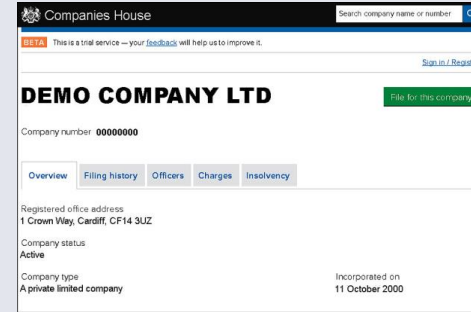 Companies House
Search company name or number
BETA This is a trial service — your feedback will help us to improve it.
Sign in / Regist
DEMO COMPANY LTD
File for this company
Company number 00000000
Overview Filing history Officers Charges Insolvency
Registered office address
1 Crown Way, Cardiff, CF14 3UZ
Company status
Active
Company type Incorporated on
A private limited company 11 October 2000